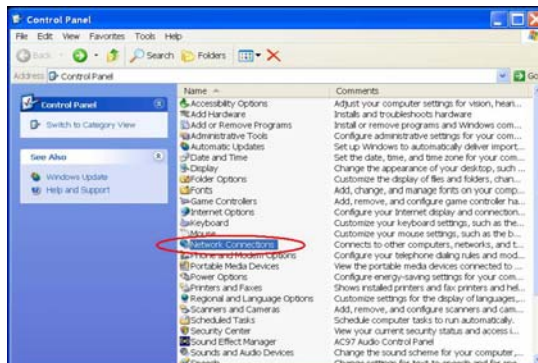 Control Panel
File Edit View Favorites Tools Help
Back Search Folders
Address Control Panel Go
Control Panel
Switch to Category View
See Also
Windows Update
Help and Support
Name Comments
Accessibility Options Adjust your computer settings for vision, hearin...
Add Hardware Installs and troubleshoots hardware
Add or Remove Programs Install or remove programs and Windows com...
Administrative Tools Configure administrative settings for your com...
Automatic Updates Set up Windows to automatically deliver import...
Date and Time Set the date, time, and time zone for your com...
Display Change the appearance of your desktop, such ...
Folder Options Customize the display of files and folders, chan...
Fonts Add, change, and manage fonts on your comp...
Game Controllers Add, remove, and configure game controller ha...
Internet Options Configure your Internet display and connection...
Keyboard Customize your keyboard settings, such as the...
Mouse Customize your mouse settings, such as the b...
Network Connections Connects to other computers, networks, and t...
Phone and Modem Options Configure your telephone dialing rules and mod...
Portable Media Devices View the portable media devices connected to ...
Power Options Configure energy-saving settings for your com...
Printers and Faxes Shows installed printers and fax printers and hel...
Regional and Language Options Customize settings for the display of languages,...
Scanners and Cameras Add, remove, and configure scanners and cam...
Scheduled Tasks Schedule computer tasks to run automatically.
Security Center View your current security status and access i...
Sound Effect Manager AC97 Audio Control Panel
Sounds and Audio Devices Change the sound scheme for your computer,...